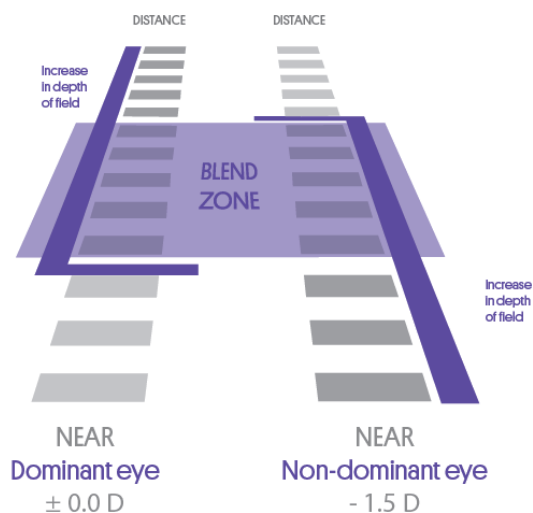 DISTANCE
DISTANCE
Increase
in depth
of field
BLEND
ZONE
Increase
in depth
of field
NEAR
Dominant eye
± 0.0 D
NEAR
Non-dominant eye
- 1.5 D